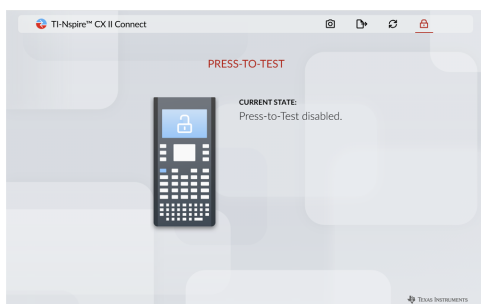 TI-Nspire™ CX II Connect
PRESS-TO-TEST
CURRENT STATE:
Press-to-Test disabled.
TEXAS INSTRUMENTS